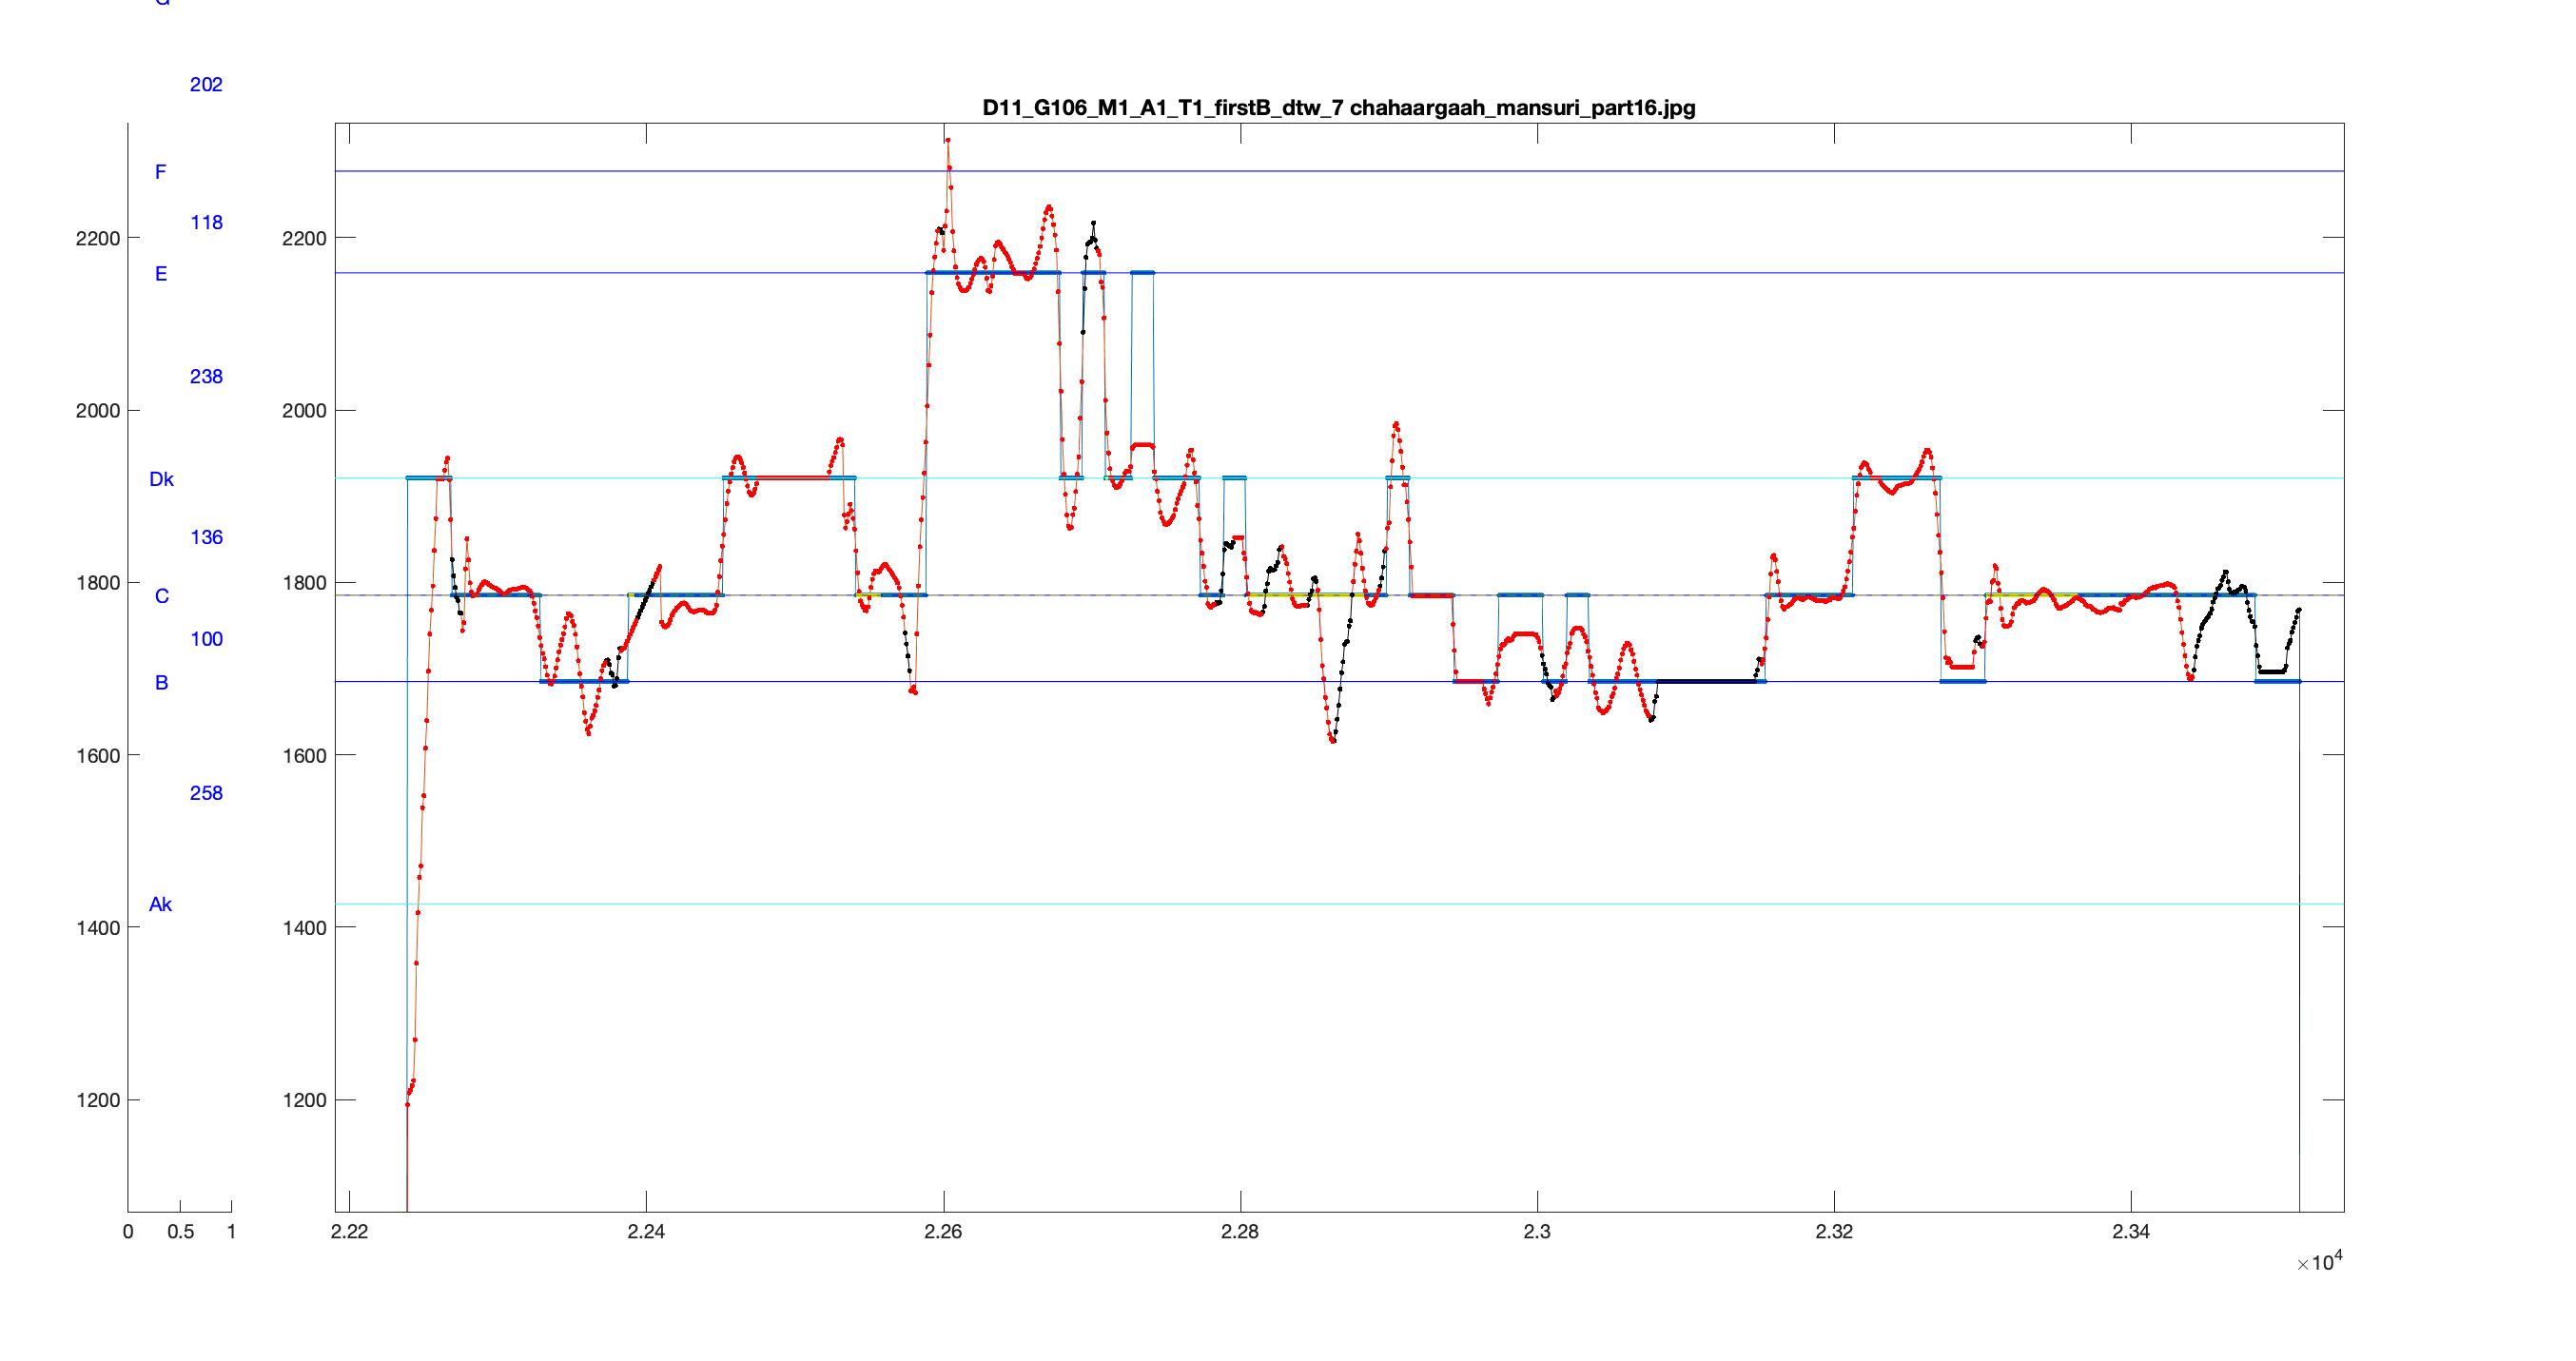 202
D11_G106_M1_A1_T1_firstB_dtw_7 chahaargaah_mansuri_part16.jpg
F
118
2200 2200
E
238
2000 2000
Dk
136
1800 1800
C
100
B
1600 1600
258
Ak
1400 1400
1200 1200
0 0.5 1 2.22 2.24 2.26 2.28 2.3 2.32 2.34
×10⁴